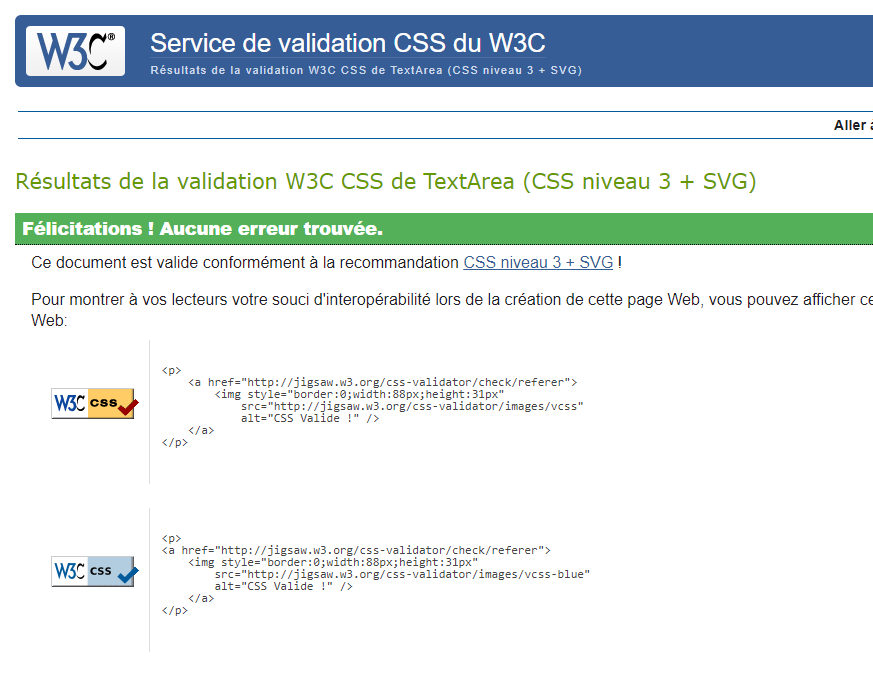 W3C®
Service de validation CSS du W3C
Résultats de la validation W3C CSS de TextArea (CSS niveau 3 + SVG)
Aller
Résultats de la validation W3C CSS de TextArea (CSS niveau 3 + SVG)
Félicitations ! Aucune erreur trouvée.
Ce document est valide conformément à la recommandation CSS niveau 3 + SVG !
Pour montrer à vos lecteurs votre souci d'interopérabilité lors de la création de cette page Web, vous pouvez afficher
Web:
W3C css
<p>
    <a href="http://jigsaw.w3.org/css-validator/check/referer">
        <img style="border:0;width:88px;height:31px"
            src="http://jigsaw.w3.org/css-validator/images/vcss"
            alt="CSS Valide !" />
    </a>
</p>
W3C css
<p>
<a href="http://jigsaw.w3.org/css-validator/check/referer">
    <img style="border:0;width:88px;height:31px"
        src="http://jigsaw.w3.org/css-validator/images/vcss-blue"
        alt="CSS Valide !" />
    </a>
</p>